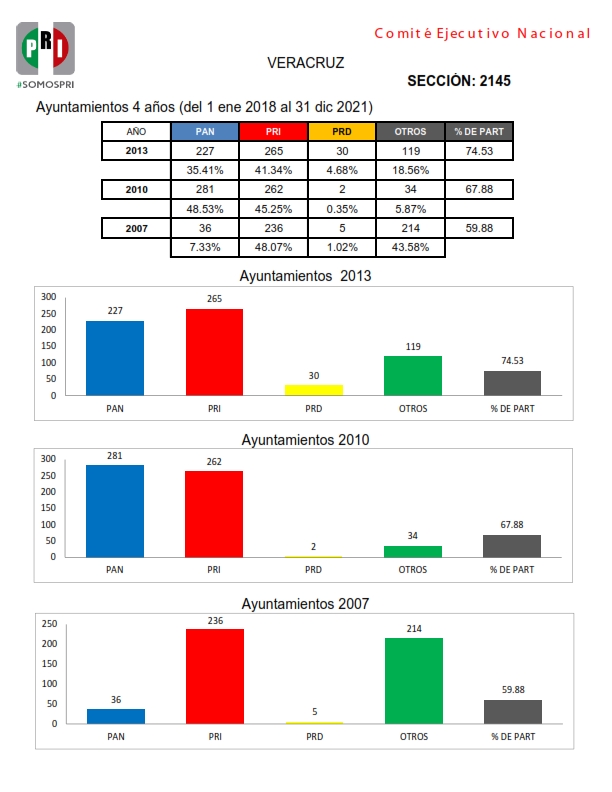 Comité Ejecutivo Nacional
PRI
#SOMOSPRI
VERACRUZ
SECCIÓN: 2145
Ayuntamientos 4 años (del 1 ene 2018 al 31 dic 2021)
AÑO PAN PRI PRD OTROS % DE PART
2013 227 265 30 119 74.53
35.41% 41.34% 4.68% 18.56%
2010 281 262 2 34 67.88
48.53% 45.25% 0.35% 5.87%
2007 36 236 5 214 59.88
7.33% 48.07% 1.02% 43.58%
Ayuntamientos 2013
300
250
200
150
100
50
0
227 265 30 119 74.53
PAN PRI PRD OTROS % DE PART
Ayuntamientos 2010
300
250
200
150
100
50
0
281 262 2 34 67.88
PAN PRI PRD OTROS % DE PART
Ayuntamientos 2007
250
200
150
100
50
0
36 236 5 214 59.88
PAN PRI PRD OTROS % DE PART